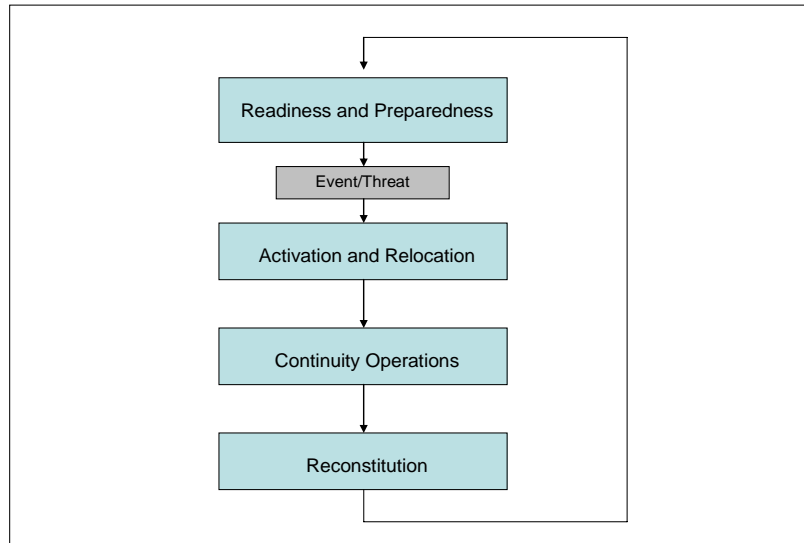 Readiness and Preparedness
Event/Threat
Activation and Relocation
Continuity Operations
Reconstitution